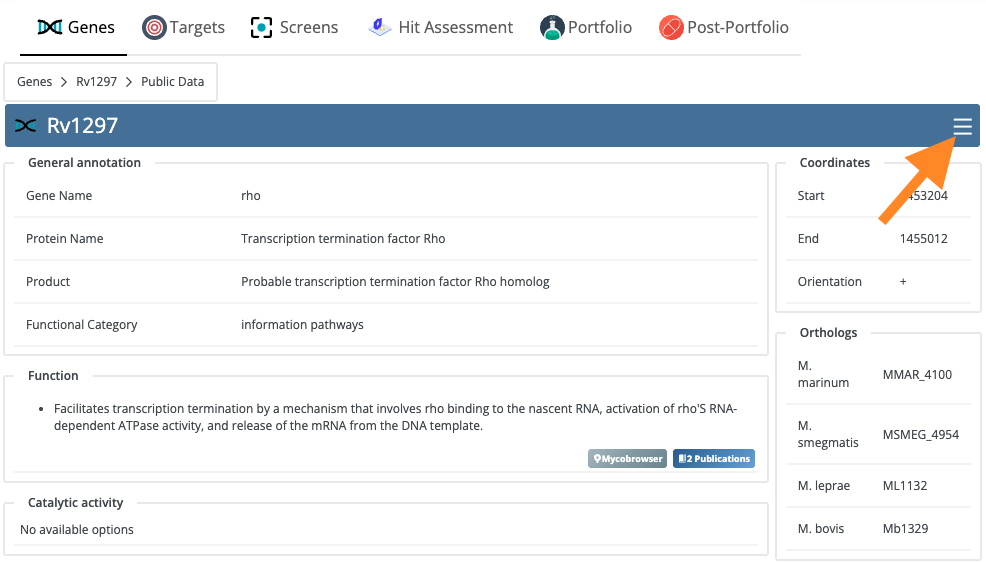 Genes Targets Screens Hit Assessment Portfolio Post-Portfolio
Genes > Rv1297 > Public Data
Rv1297
General annotation
Gene Name rho
Protein Name Transcription termination factor Rho
Product Probable transcription termination factor Rho homolog
Functional Category information pathways
Function
• Facilitates transcription termination by a mechanism that involves rho binding to the nascent RNA, activation of rho'S RNA-
dependent ATPase activity, and release of the mRNA from the DNA template.
Mycobrowser 2 Publications
Catalytic activity
No available options
Coordinates
Start 453204
End 1455012
Orientation +
Orthologs
M.
marinum MMAR_4100
M.
smegmatis MSMEG_4954
M. leprae ML1132
M. bovis Mb1329